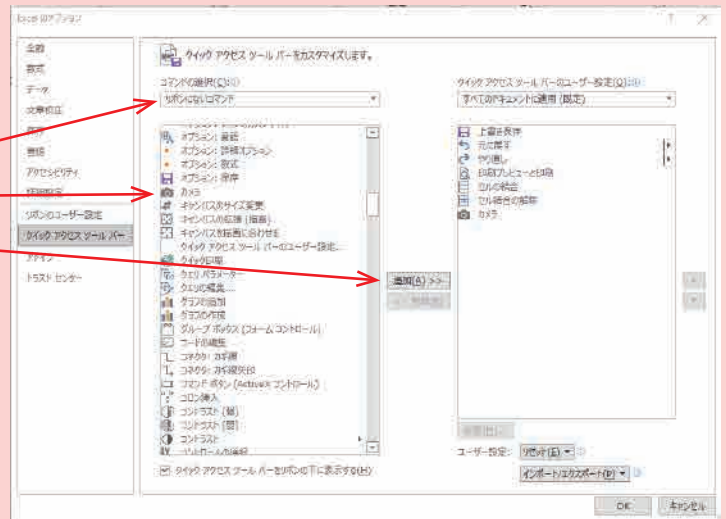 Excel のオプション
? ×
全般
数式
データ
文章校正
保存
言語
アクセシビリティ
詳細設定
リボンのユーザー設定
クイック アクセス ツール バー
アドイン
トラスト センター
クイック アクセス ツール バーをカスタマイズします。
コマンドの選択(C):
リボンにないコマンド
オプション: 言語
オプション: 詳細オプション
オプション: 数式
オプション: 保存
カメラ
キャンバスのサイズ変更
キャンバスの拡張 (描画)
キャンバスを描画に合わせる
クイック アクセス ツール バーのユーザー設定...
クイック印刷
クエリ パラメーター
クエリの編集...
グラフの追加
グラフの作成
グループ ボックス (フォーム コントロール)
コードの編集
コネクタ: カギ線
コネクタ: カギ線矢印
コマンド ボタン (ActiveX コントロール)
コロン挿入
コントラスト (弱)
コントラスト (強)
コントラスト
クイック アクセス ツール バーをリボンの下に表示する(H)
追加(A) >>
クイック アクセス ツール バーのユーザー設定(Q):
すべてのドキュメントに適用 (既定)
上書き保存
元に戻す
やり直し
印刷プレビューと印刷
セルの結合
セル結合の解除
カメラ
ユーザー設定: リセット(E)
インポート/エクスポート(P)
OK キャンセル